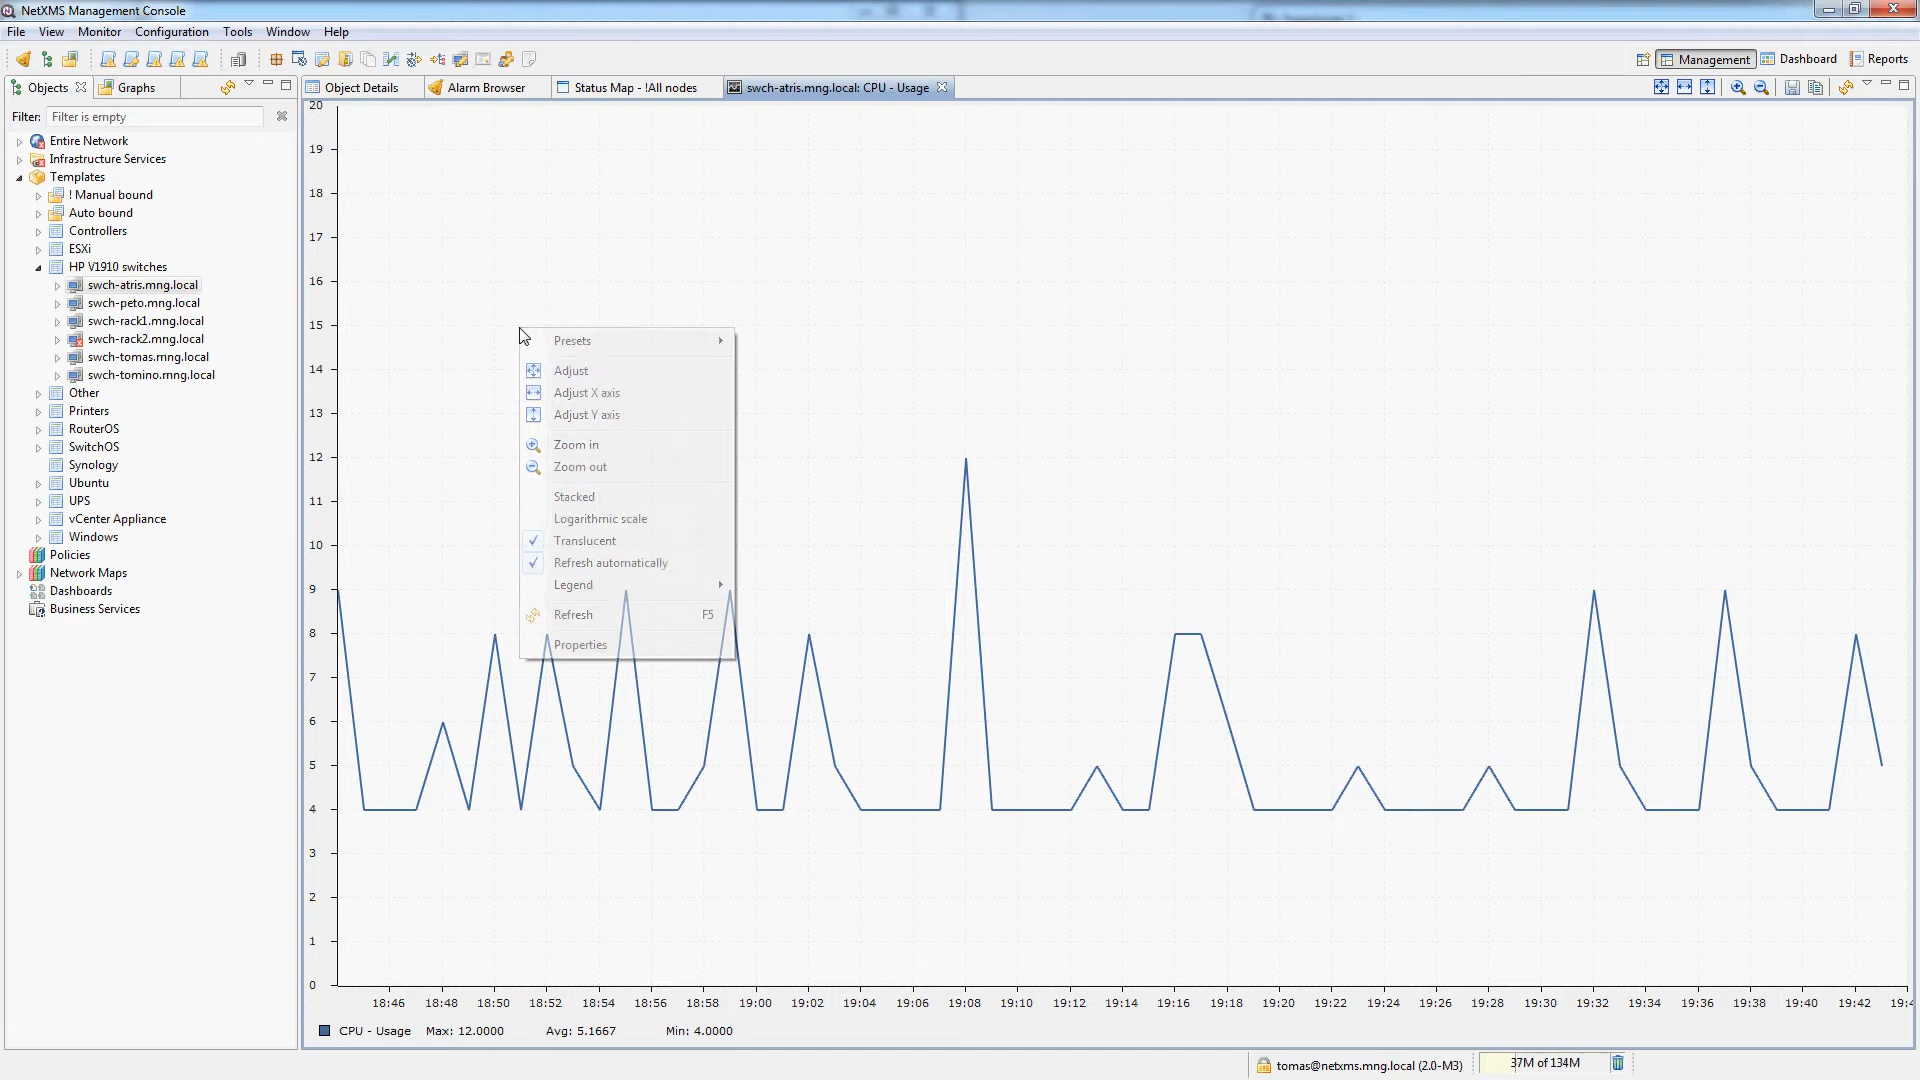 NetXMS Management Console
File View Monitor Configuration Tools Window Help
Management Dashboard Reports
Objects Graphs
Object Details Alarm Browser Status Map - !All nodes swch-atris.mng.local: CPU - Usage
Filter: Filter is empty
Entire Network
Infrastructure Services
Templates
! Manual bound
Auto bound
Controllers
ESXi
HP V1910 switches
swch-atris.mng.local
swch-peto.mng.local
swch-rack1.mng.local
swch-rack2.mng.local
swch-tomas.mng.local
swch-tomino.mng.local
Other
Printers
RouterOS
SwitchOS
Synology
Ubuntu
UPS
vCenter Appliance
Windows
Policies
Network Maps
Dashboards
Business Services
20
19
18
17
16
15
14
13
12
11
10
9
8
7
6
5
4
3
2
1
0
Presets
Adjust
Adjust X axis
Adjust Y axis
Zoom in
Zoom out
Stacked
Logarithmic scale
Translucent
Refresh automatically
Legend
Refresh F5
Properties
18:46 18:48 18:50 18:52 18:54 18:56 18:58 19:00 19:02 19:04 19:06 19:08 19:10 19:12 19:14 19:16 19:18 19:20 19:22 19:24 19:26 19:28 19:30 19:32 19:34 19:36 19:38 19:40 19:42
CPU - Usage Max: 12.0000 Avg: 5.1667 Min: 4.0000
tomas@netxms.mng.local (2.0-M3) 37M of 134M